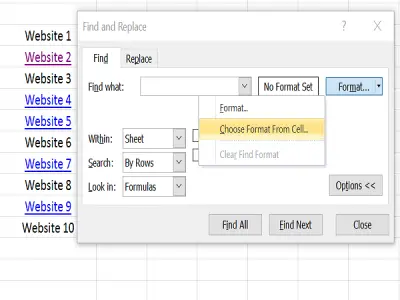 Website 1
Website 2
Website 3
Website 4
Website 5
Website 6
Website 7
Website 8
Website 9
Website 10
Find and Replace
? X
Find Replace
Find what: No Format Set Format...
Format...
Choose Format From Cell...
Clear Find Format
Within: Sheet
Search: By Rows
Look in: Formulas
Options <<
Find All Find Next Close